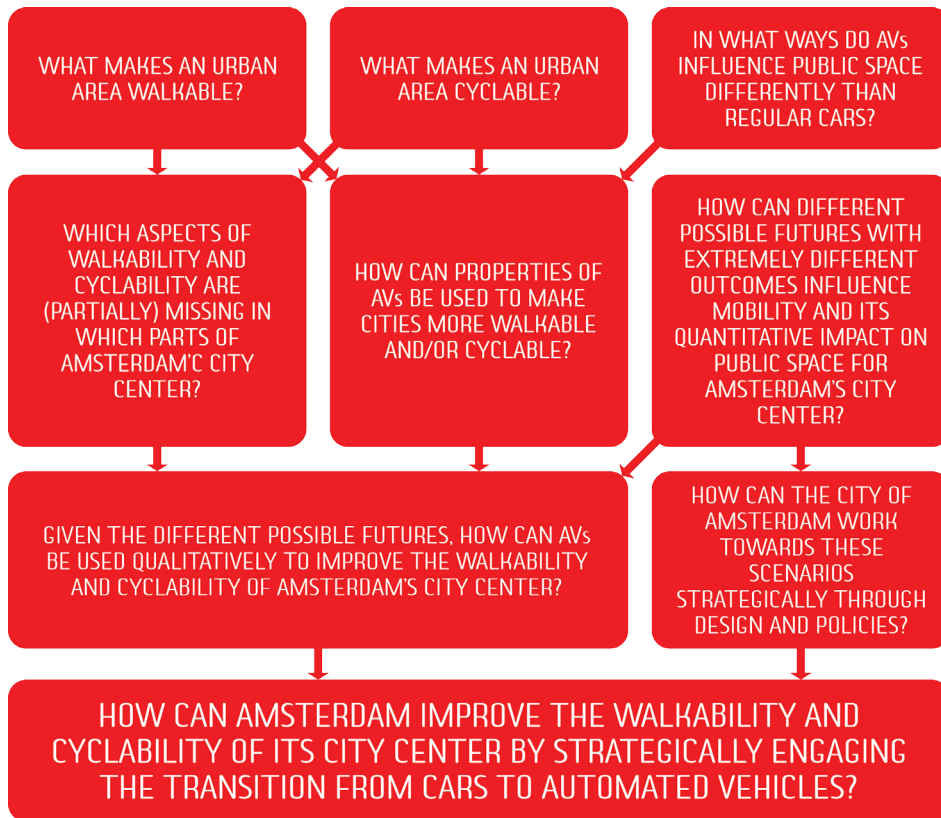 WHAT MAKES AN URBAN
AREA WALKABLE?
WHAT MAKES AN URBAN
AREA CYCLABLE?
IN WHAT WAYS DO AVs
INFLUENCE PUBLIC SPACE
DIFFERENTLY THAN
REGULAR CARS?
WHICH ASPECTS OF
WALKABILITY AND
CYCLABILITY ARE
(PARTIALLY) MISSING IN
WHICH PARTS OF
AMSTERDAM'C CITY
CENTER?
HOW CAN PROPERTIES OF
AVs BE USED TO MAKE
CITIES MORE WALKABLE
AND/OR CYCLABLE?
HOW CAN DIFFERENT
POSSIBLE FUTURES WITH
EXTREMELY DIFFERENT
OUTCOMES INFLUENCE
MOBILITY AND ITS
QUANTITATIVE IMPACT ON
PUBLIC SPACE FOR
AMSTERDAM'S CITY
CENTER?
GIVEN THE DIFFERENT POSSIBLE FUTURES, HOW CAN AVs
BE USED QUALITATIVELY TO IMPROVE THE WALKABILITY
AND CYCLABILITY OF AMSTERDAM'S CITY CENTER?
HOW CAN THE CITY OF
AMSTERDAM WORK
TOWARDS THESE
SCENARIOS
STRATEGICALLY THROUGH
DESIGN AND POLICIES?
HOW CAN AMSTERDAM IMPROVE THE WALKABILITY AND
CYCLABILITY OF ITS CITY CENTER BY STRATEGICALLY ENGAGING
THE TRANSITION FROM CARS TO AUTOMATED VEHICLES?